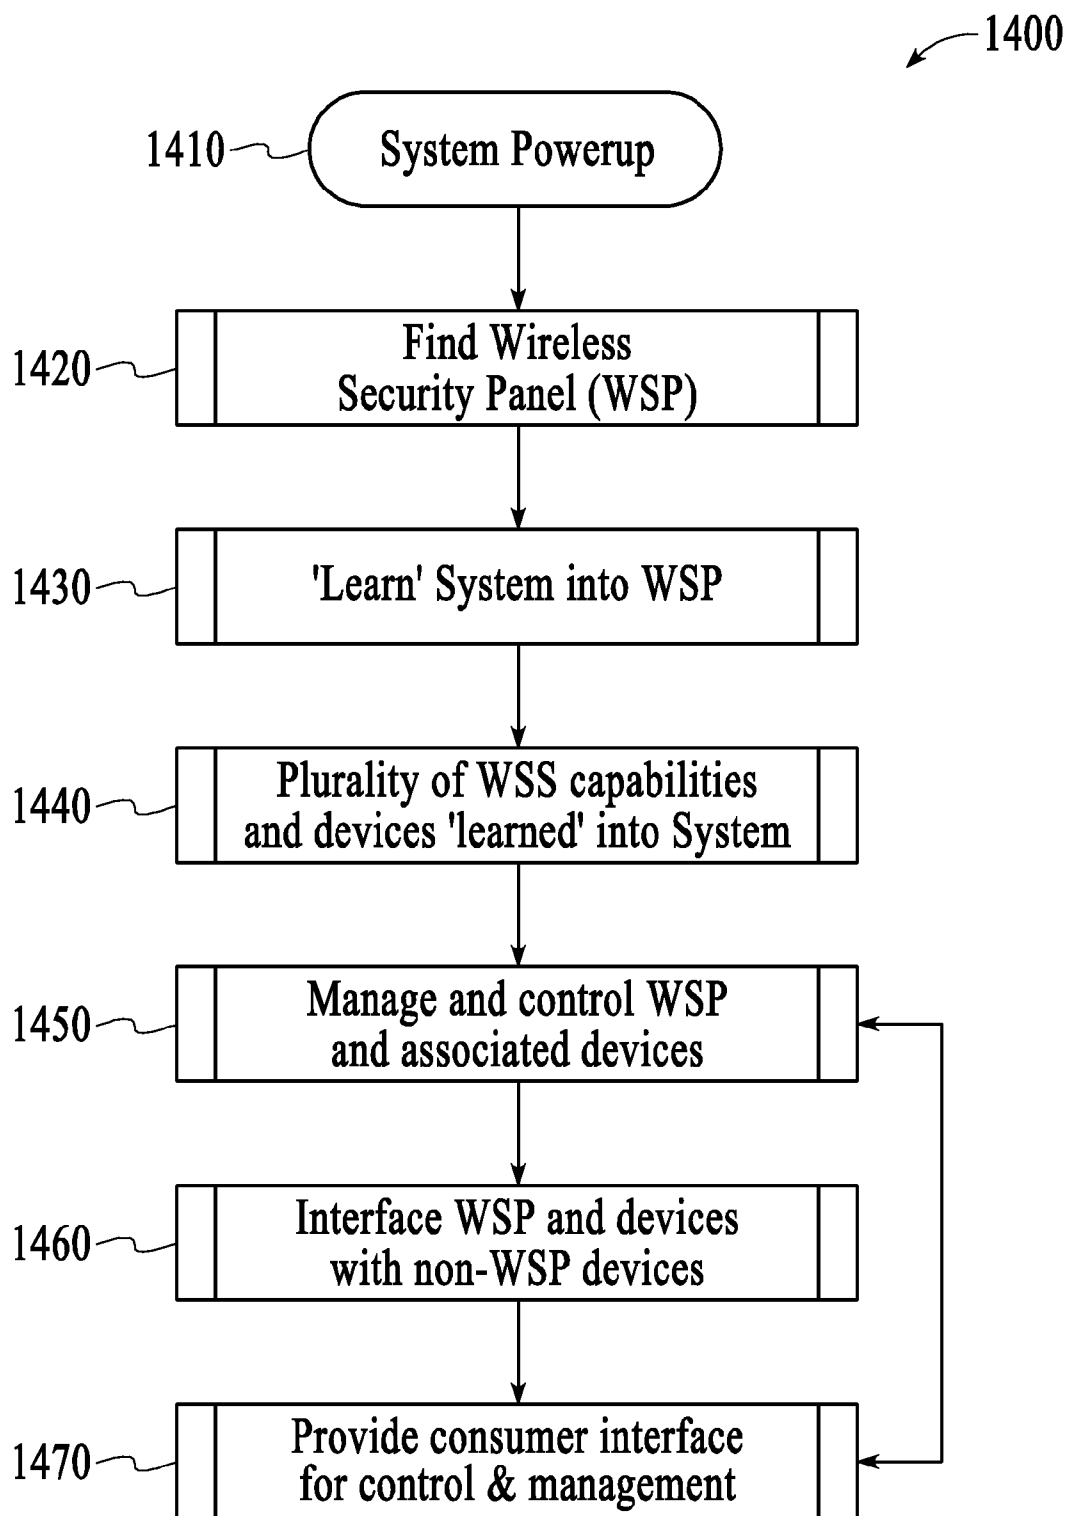 1400
1410
System Powerup
1420
Find Wireless
Security Panel (WSP)
1430
'Learn' System into WSP
1440
Plurality of WSS capabilities
and devices 'learned' into System
1450
Manage and control WSP
and associated devices
1460
Interface WSP and devices
with non-WSP devices
1470
Provide consumer interface
for control & management